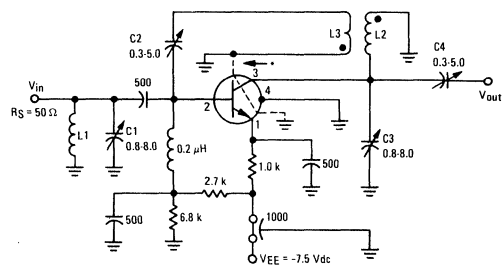 C2
0.3-5.0
L3
L2
C4
0.3-5.0
Vin
RS = 50 Ω
500
2
3
4
1
Vout
L1
C1
0.8-8.0
0.2 μH
C3
0.8-8.0
1.0 k
500
2.7 k
500
6.8 k
1000
VEE = -7.5 Vdc